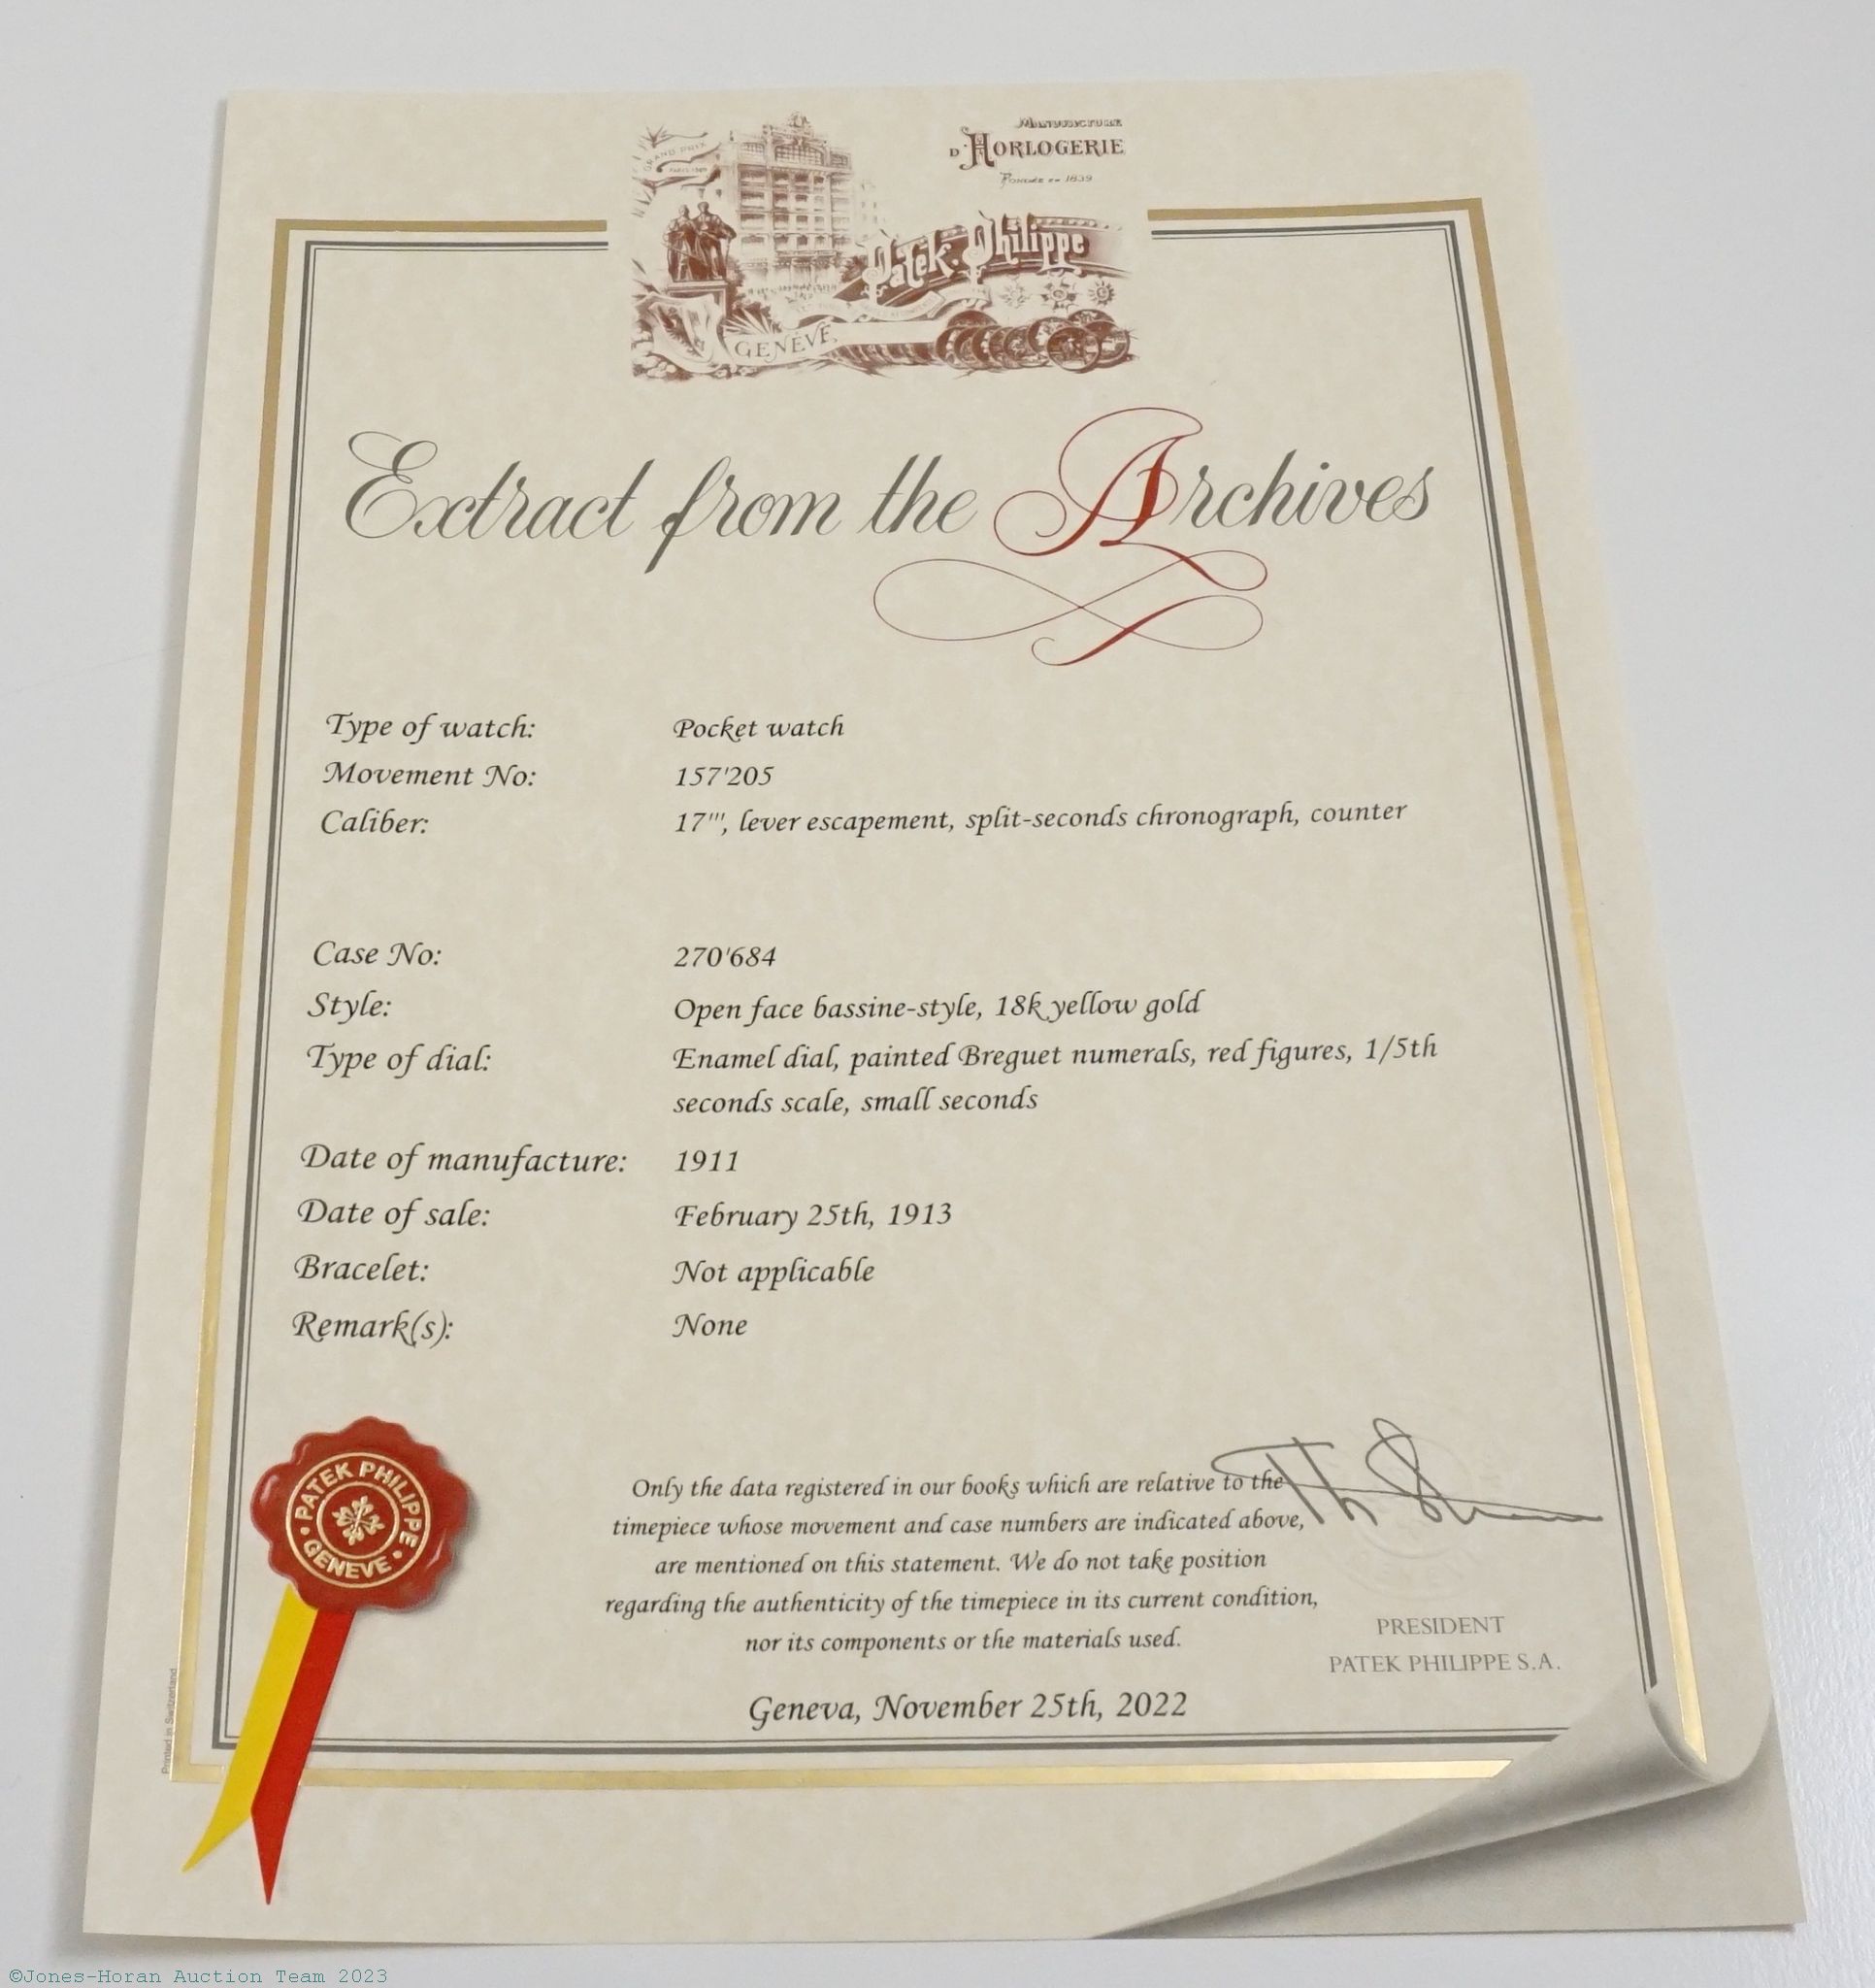 GRAND PRIX
MANUFACTURE
D'HORLOGERIE
FONDÉE EN 1839
Patek. Philippe
GENÈVE
Extract from the Archives
Type of watch: Pocket watch
Movement No: 157'205
Caliber: 17''', lever escapement, split-seconds chronograph, counter
Case No: 270'684
Style: Open face bassine-style, 18k yellow gold
Type of dial: Enamel dial, painted Breguet numerals, red figures, 1/5th
seconds scale, small seconds
Date of manufacture: 1911
Date of sale: February 25th, 1913
Bracelet: Not applicable
Remark(s): None
PATEK PHILIPPE
GENEVE
Only the data registered in our books which are relative to the
timepiece whose movement and case numbers are indicated above,
are mentioned on this statement. We do not take position
regarding the authenticity of the timepiece in its current condition,
nor its components or the materials used.
PRESIDENT
PATEK PHILIPPE S.A.
Geneva, November 25th, 2022
Printed in Switzerland
©Jones-Horan Auction Team 2023